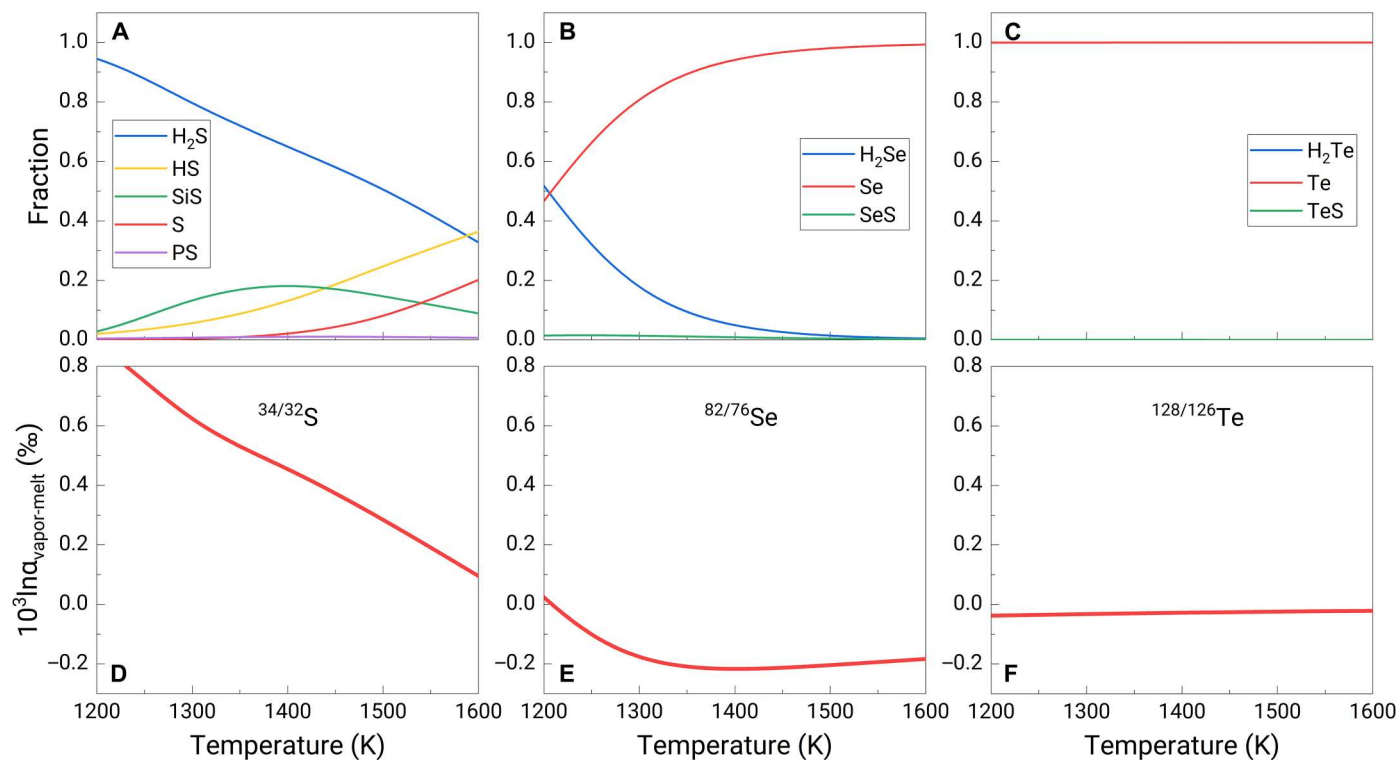 A
B
C
1.0
0.8
0.6
0.4
0.2
0.0
Fraction
H₂S
HS
SiS
S
PS
1.0
0.8
0.6
0.4
0.2
0.0
H₂Se
Se
SeS
1.0
0.8
0.6
0.4
0.2
0.0
H₂Te
Te
TeS
0.8
0.6
0.4
0.2
0.0
−0.2
10³lnα vapor-melt (‰)
34/32S
D
1200
1300
1400
1500
1600
Temperature (K)
0.8
0.6
0.4
0.2
0.0
−0.2
82/76Se
E
1200
1300
1400
1500
1600
Temperature (K)
0.8
0.6
0.4
0.2
0.0
−0.2
128/126Te
F
1200
1300
1400
1500
1600
Temperature (K)